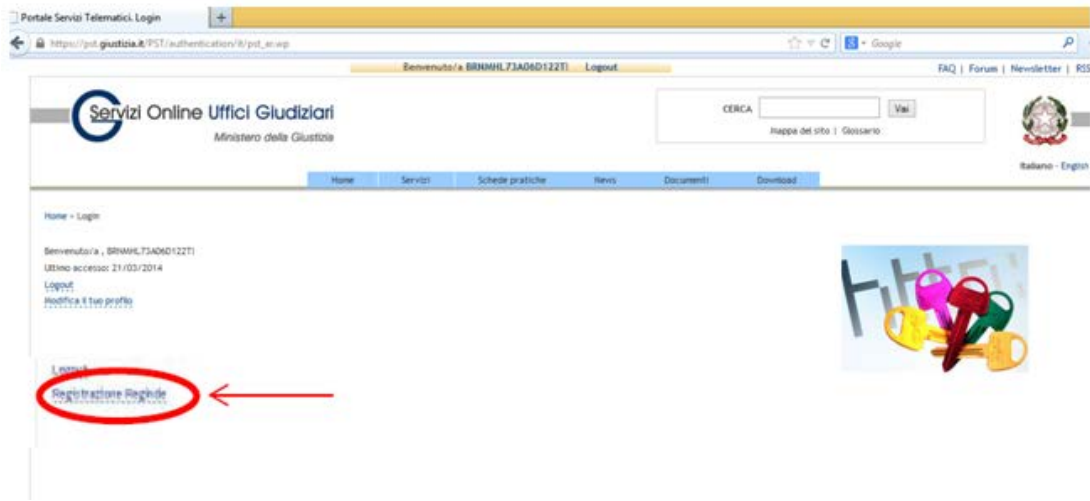 Portale Servizi Telematici. Login
https://pst.giustizia.it/PST/authentication/it/pst_ar.wp
Google
Benvenuto/a BRNMHL73A06D122TI Logout
FAQ | Forum | Newsletter | RSS
Servizi Online Uffici Giudiziari
Ministero della Giustizia
CERCA
Vai
mappa del sito | Glossario
Italiano - English
Home Servizi Schede pratiche News Documenti Download
Home » Login
Benvenuto/a , BRNMHL73A06D122TI
Ultimo accesso: 21/03/2014
Logout
Modifica il tuo profilo
http:
Logout
Registrazione Reginde